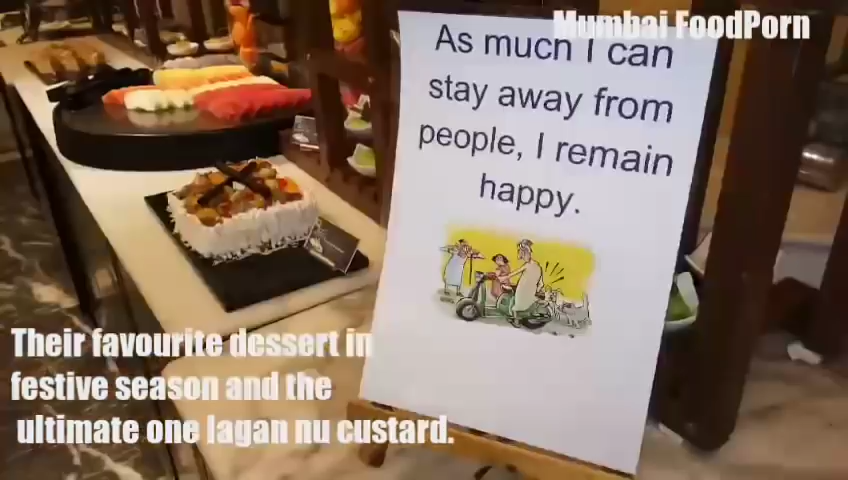 Mumbai FoodPorn
As much I can
stay away from
people, I remain
happy.
Their favourite dessert in
festive season and the
ultimate one lagan nu custard.